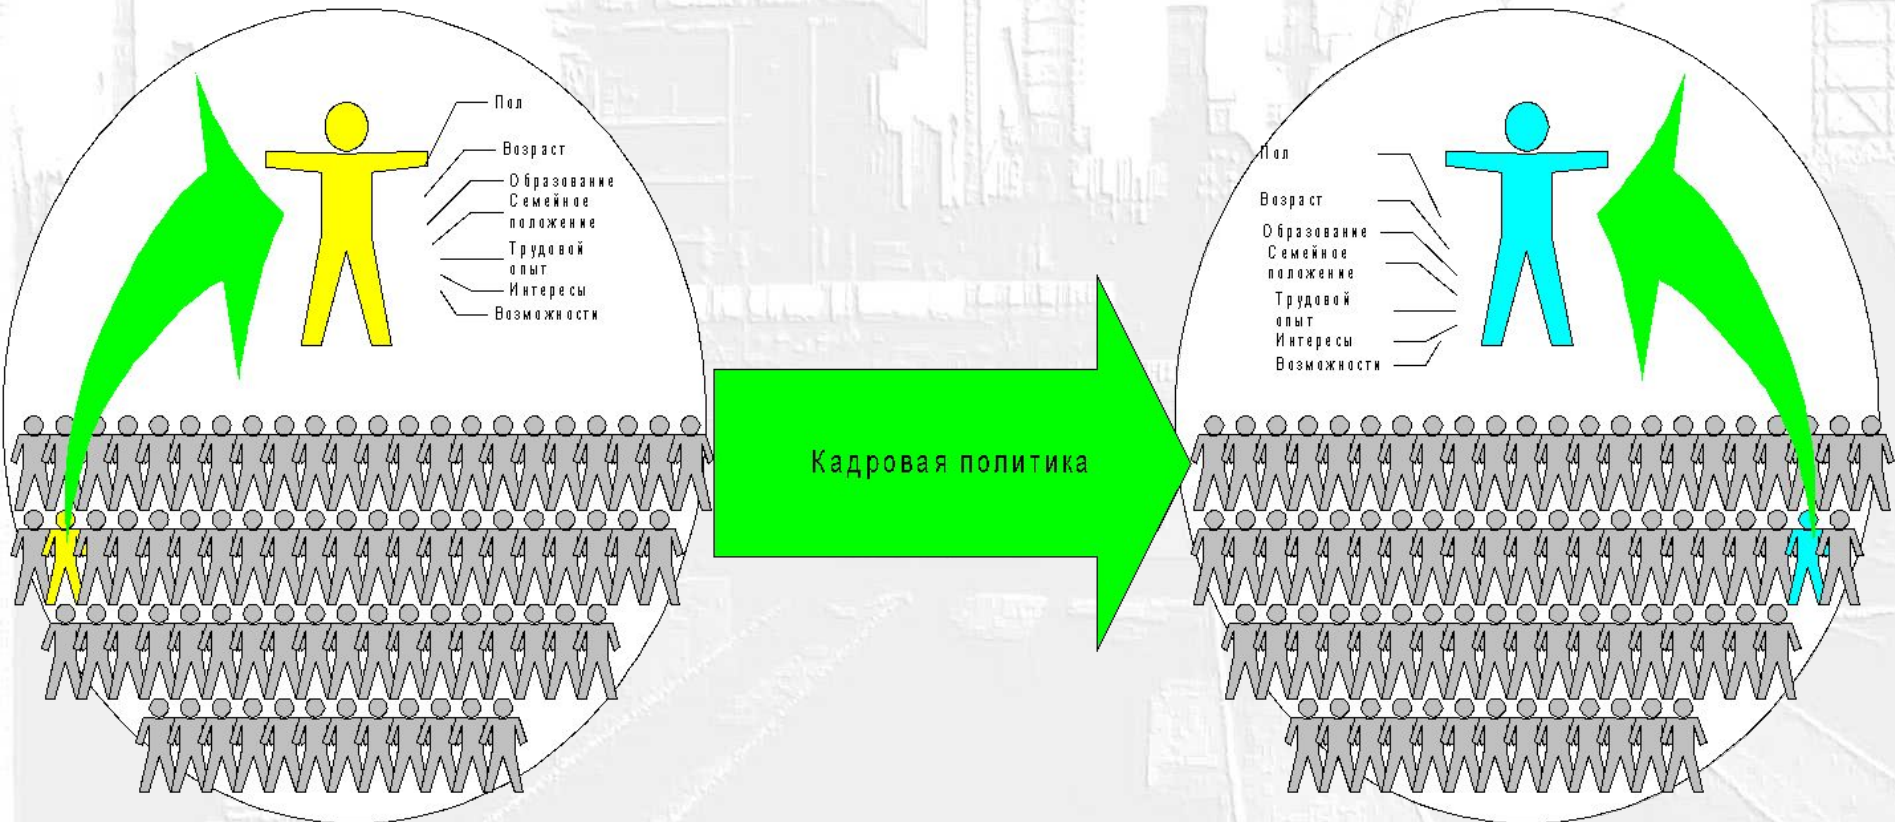 Пол
Возраст
Образование
Семейное
положение
Трудовой
опыт
Интересы
Возможности
Кадровая политика
Пол
Возраст
Образование
Семейное
положение
Трудовой
опыт
Интересы
Возможности